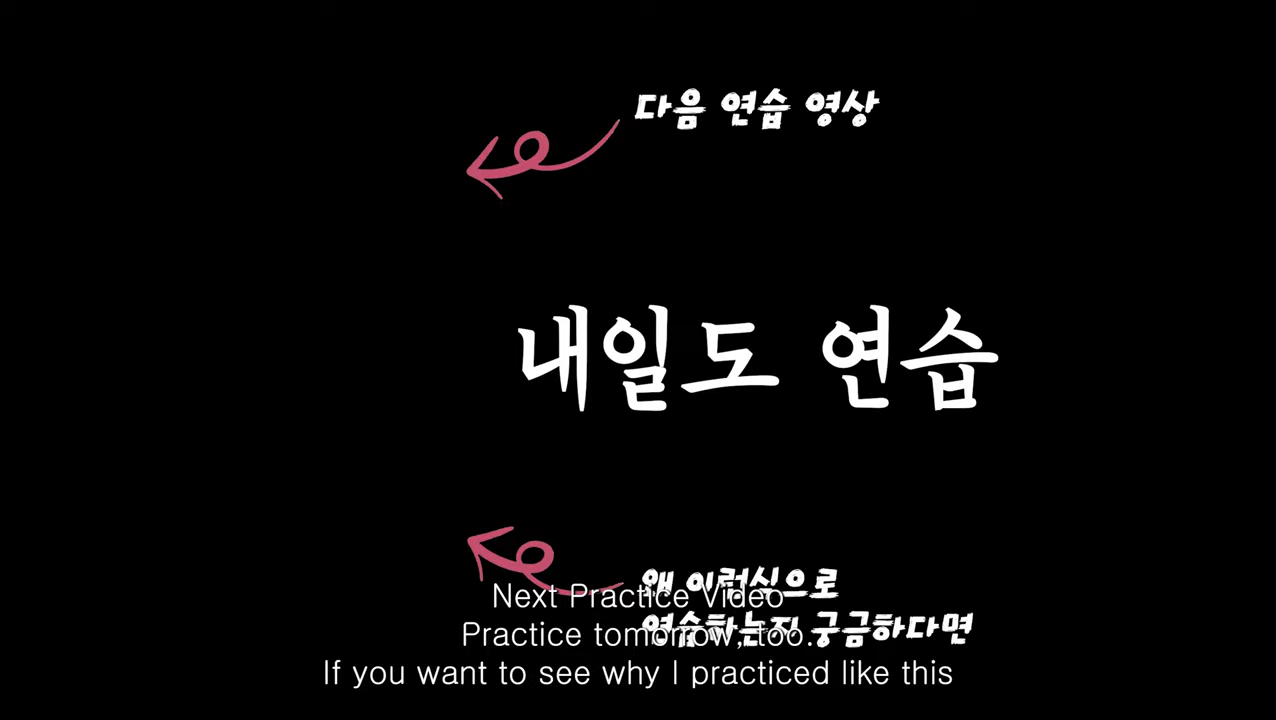 다음 연습 영상
내일도 연습
왜 이런식으로
연습하는지 궁금하다면
Next Practice Video
Practice tomorrow, too.
If you want to see why I practiced like this